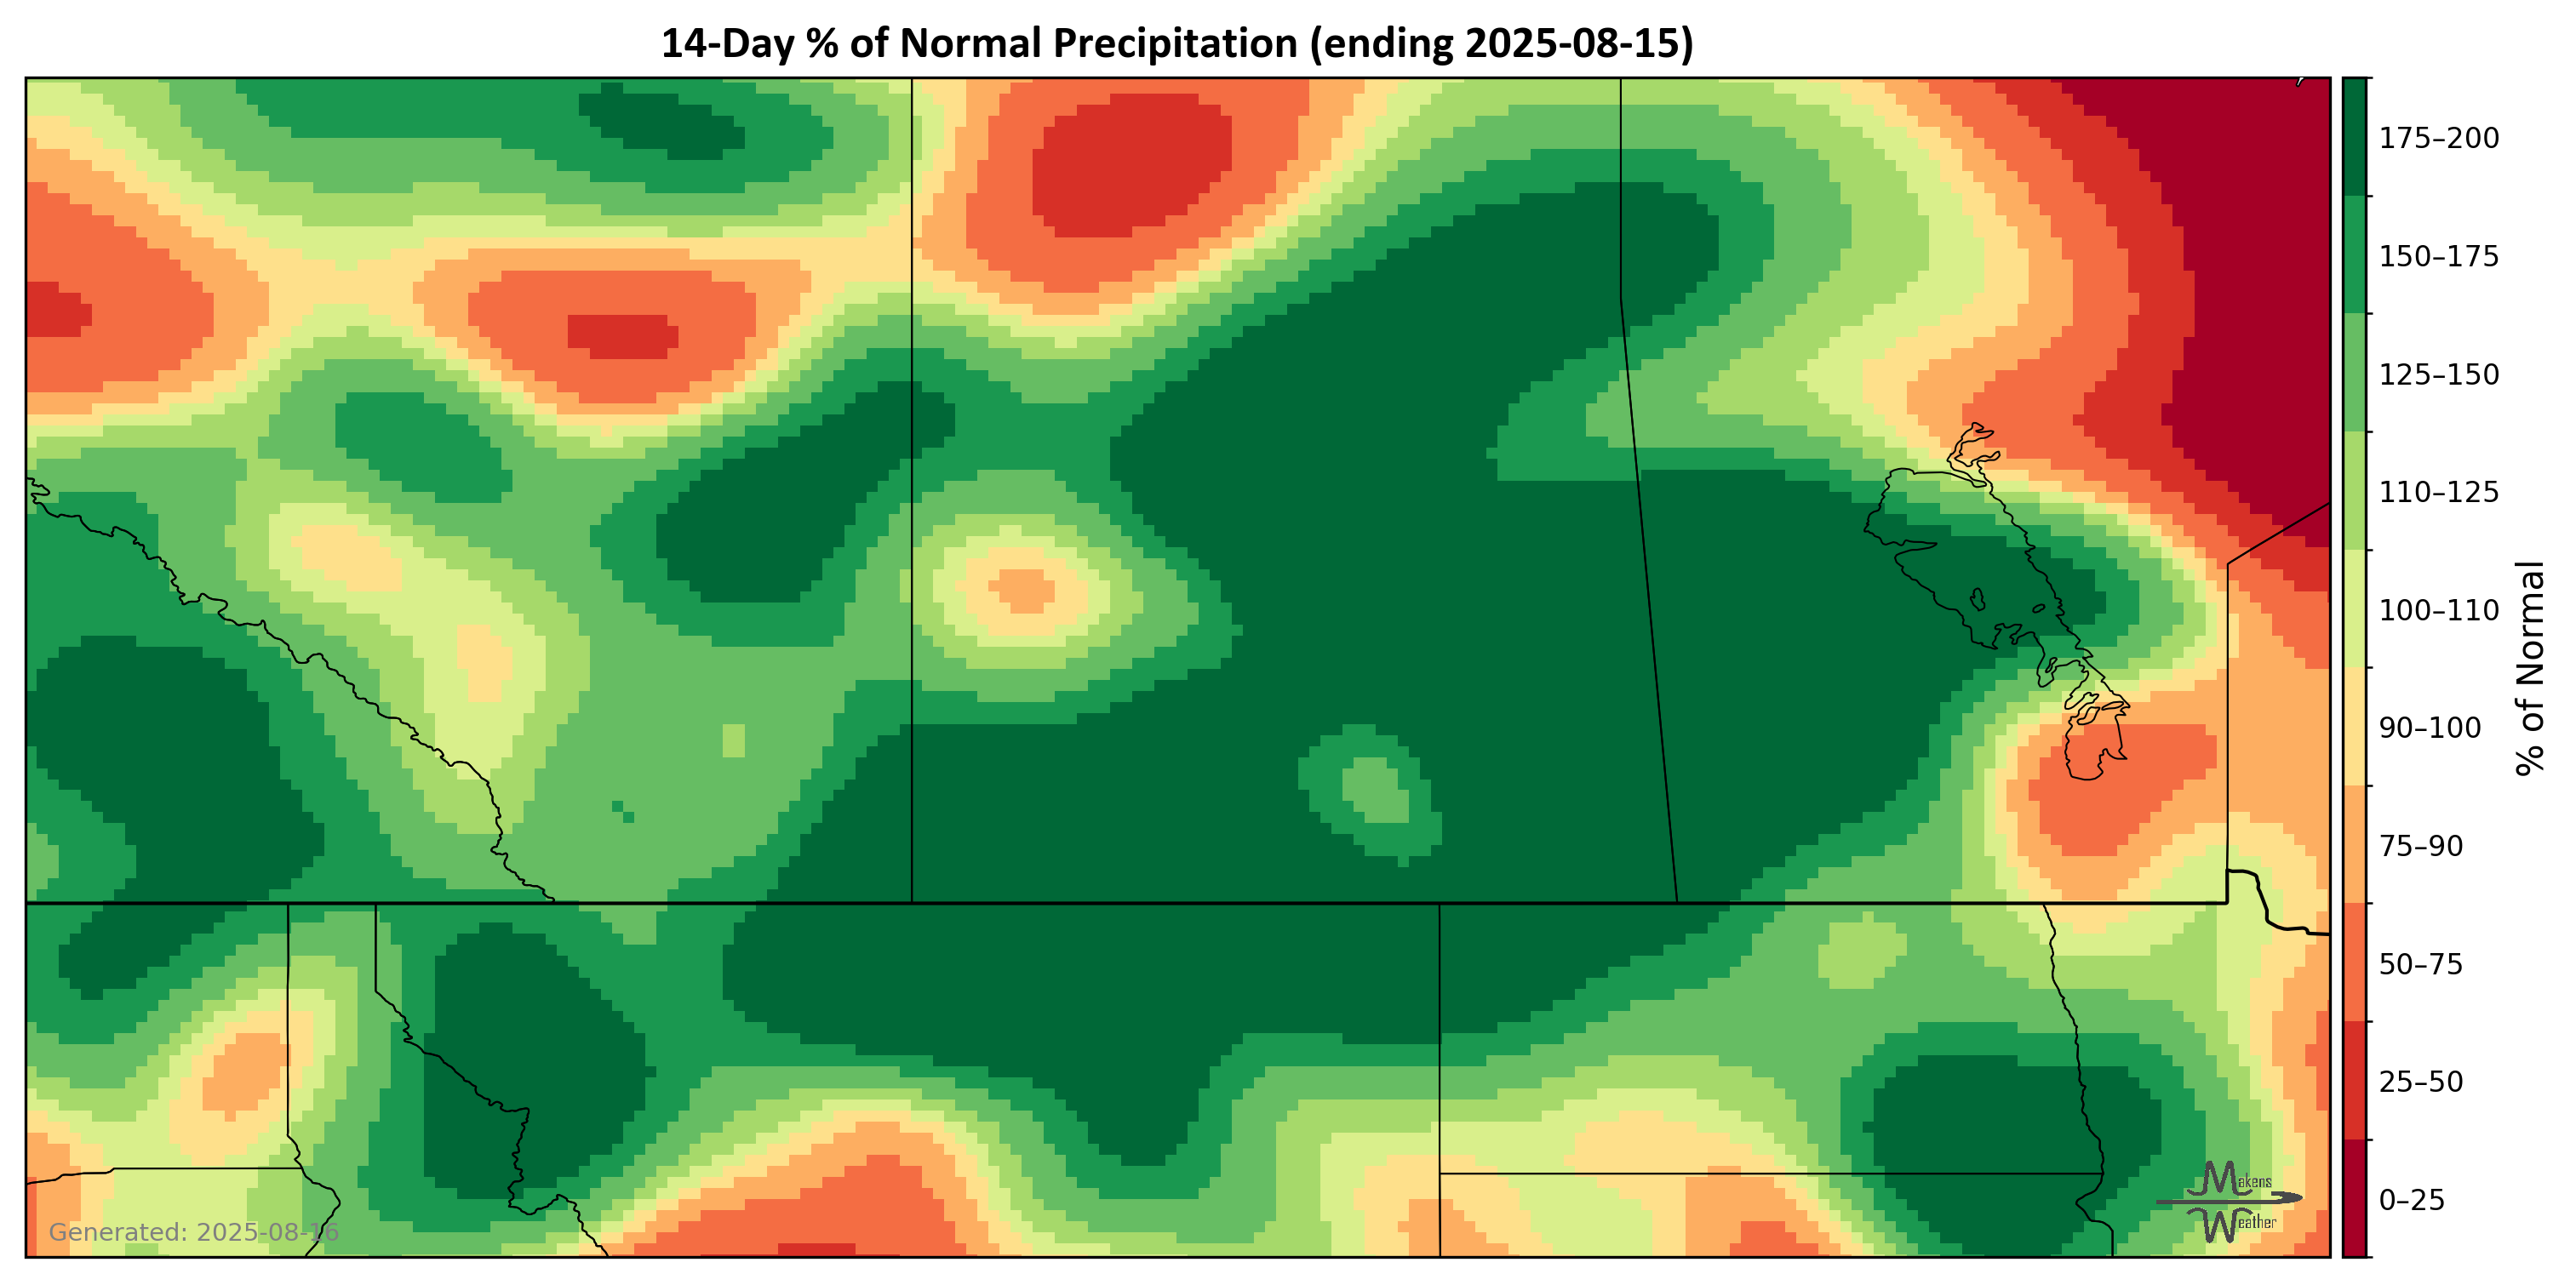 14-Day % of Normal Precipitation (ending 2025-08-15)
175–200
150–175
125–150
110–125
100–110
90–100
75–90
50–75
25–50
0–25
% of Normal
Generated: 2025-08-16
Makens
Weather